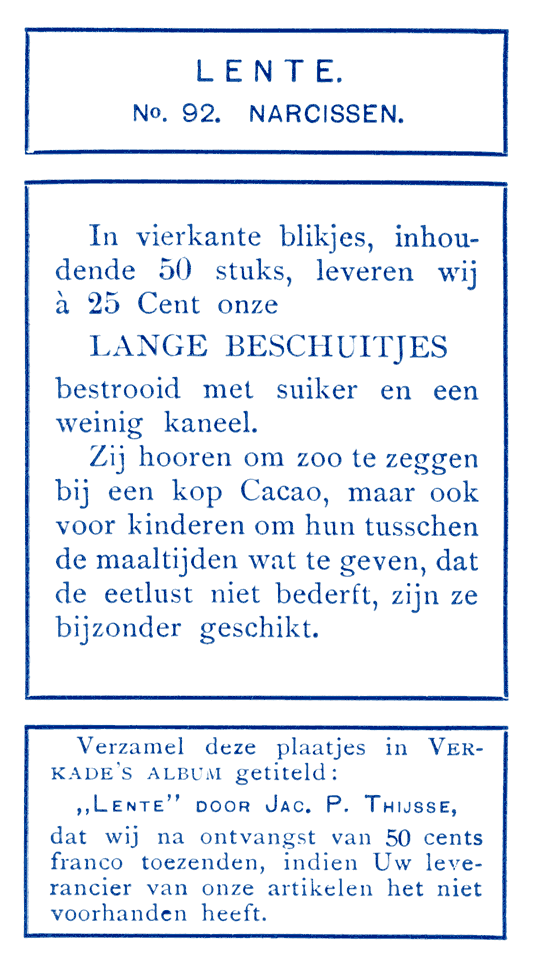 LENTE.
No. 92. NARCISSEN.
In vierkante blikjes, inhou-
dende 50 stuks, leveren wij
à 25 Cent onze
LANGE BESCHUITJES
bestrooid met suiker en een
weinig kaneel.
Zij hooren om zoo te zeggen
bij een kop Cacao, maar ook
voor kinderen om hun tusschen
de maaltijden wat te geven, dat
de eetlust niet bederft, zijn ze
bijzonder geschikt.
Verzamel deze plaatjes in VER-
KADE'S ALBUM getiteld:
„LENTE” DOOR JAC. P. THIJSSE,
dat wij na ontvangst van 50 cents
franco toezenden, indien Uw leve-
rancier van onze artikelen het niet
voorhanden heeft.